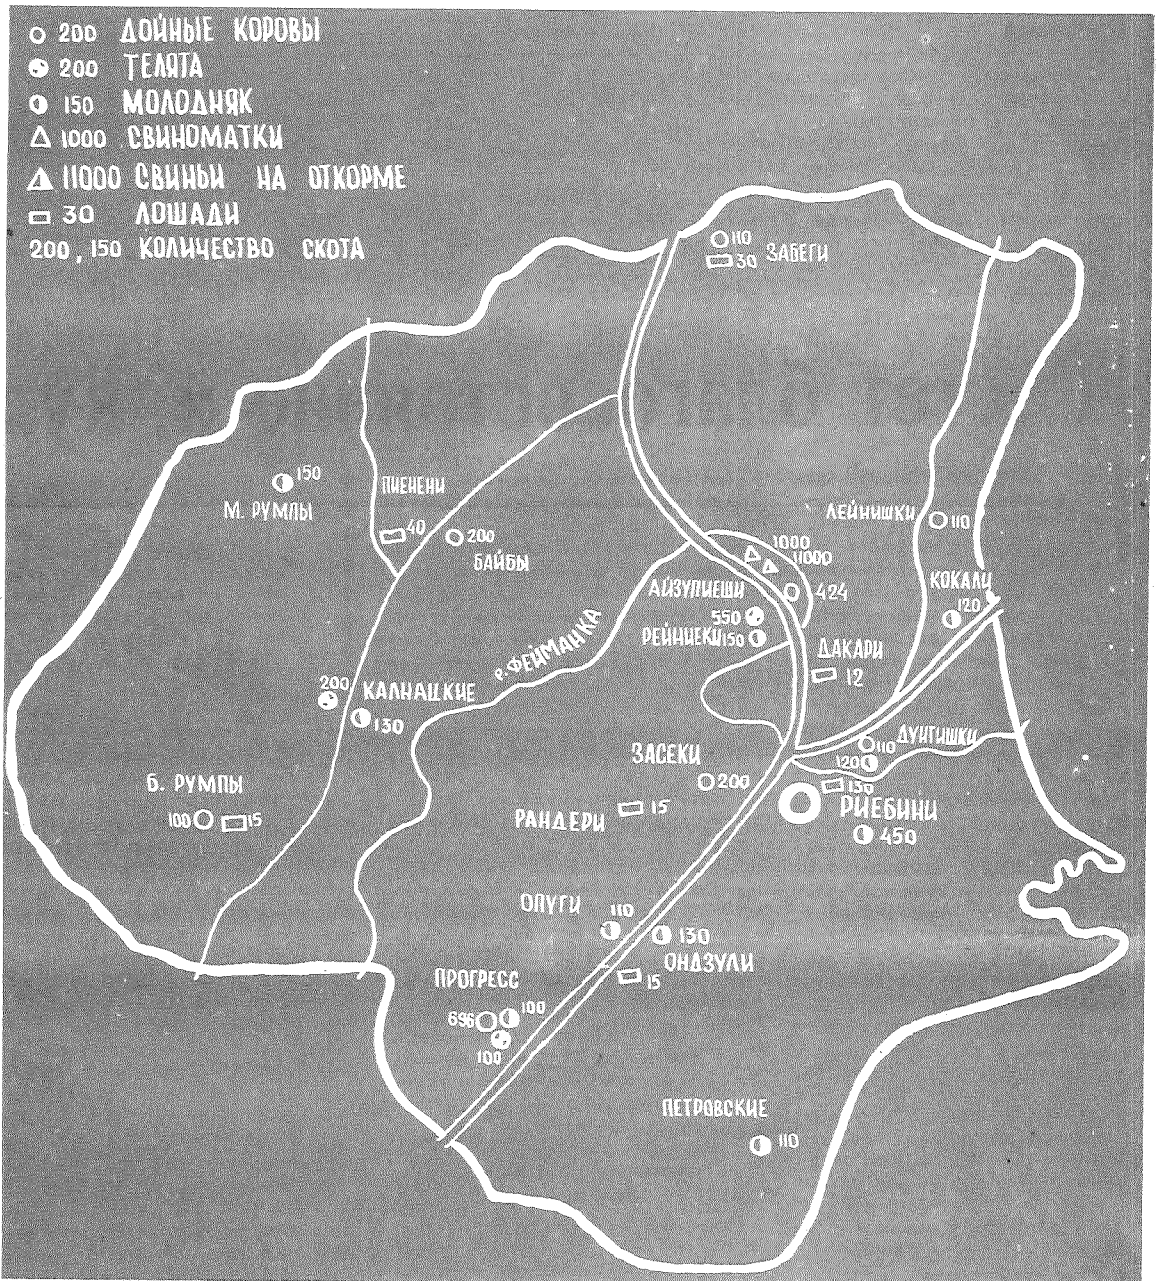 200 ДОЙНЫЕ КОРОВЫ
200 ТЕЛЯТА
150 МОЛОДНЯК
1000 СВИНОМАТКИ
11000 СВИНЬИ НА ОТКОРМЕ
30 ЛОШАДИ
200, 150 КОЛИЧЕСТВО СКОТА
110
30 ЗАБЕГИ
150
М. РУМПЫ
ПИЕНЕНИ
40
200
БАЙБЫ
ЛЕЙНИШКИ 110
1000
11000
АЙЗУПИЕШИ 424
КОКАЛИ
120
550
РЕЙНИЕКИ 150
ДАКАРИ
12
р. ФЕЙМАНКА
200
КАЛНАЦКИЕ
130
ДУНТИШКИ
110
120
130
ЗАСЕКИ
200
Б. РУМПЫ
100 15
РАНДЕРИ 15
РИЕБИНИ
450
ОПУГИ
110
130
ОНДЗУЛИ
15
ПРОГРЕСС
696 100
100
ПЕТРОВСКИЕ
110